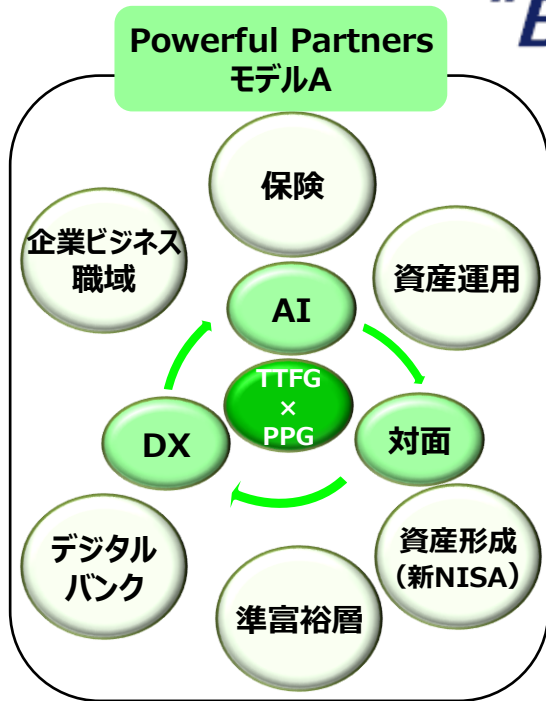 "E
Powerful Partners
モデルA
保険
企業ビジネス
職域
資産運用
AI
TTFG
×
PPG
DX
対面
デジタル
バンク
資産形成
（新NISA）
準富裕層